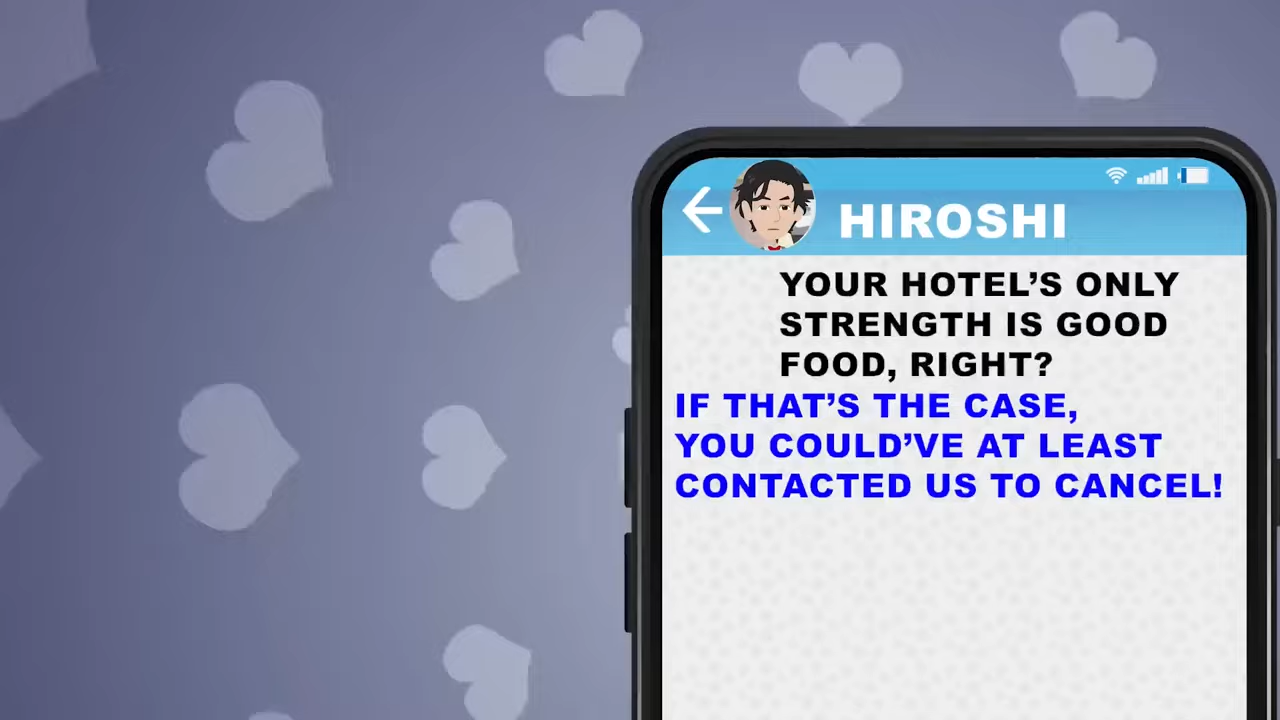 HIROSHI
YOUR HOTEL’S ONLY
STRENGTH IS GOOD
FOOD, RIGHT?
IF THAT’S THE CASE,
YOU COULD’VE AT LEAST
CONTACTED US TO CANCEL!